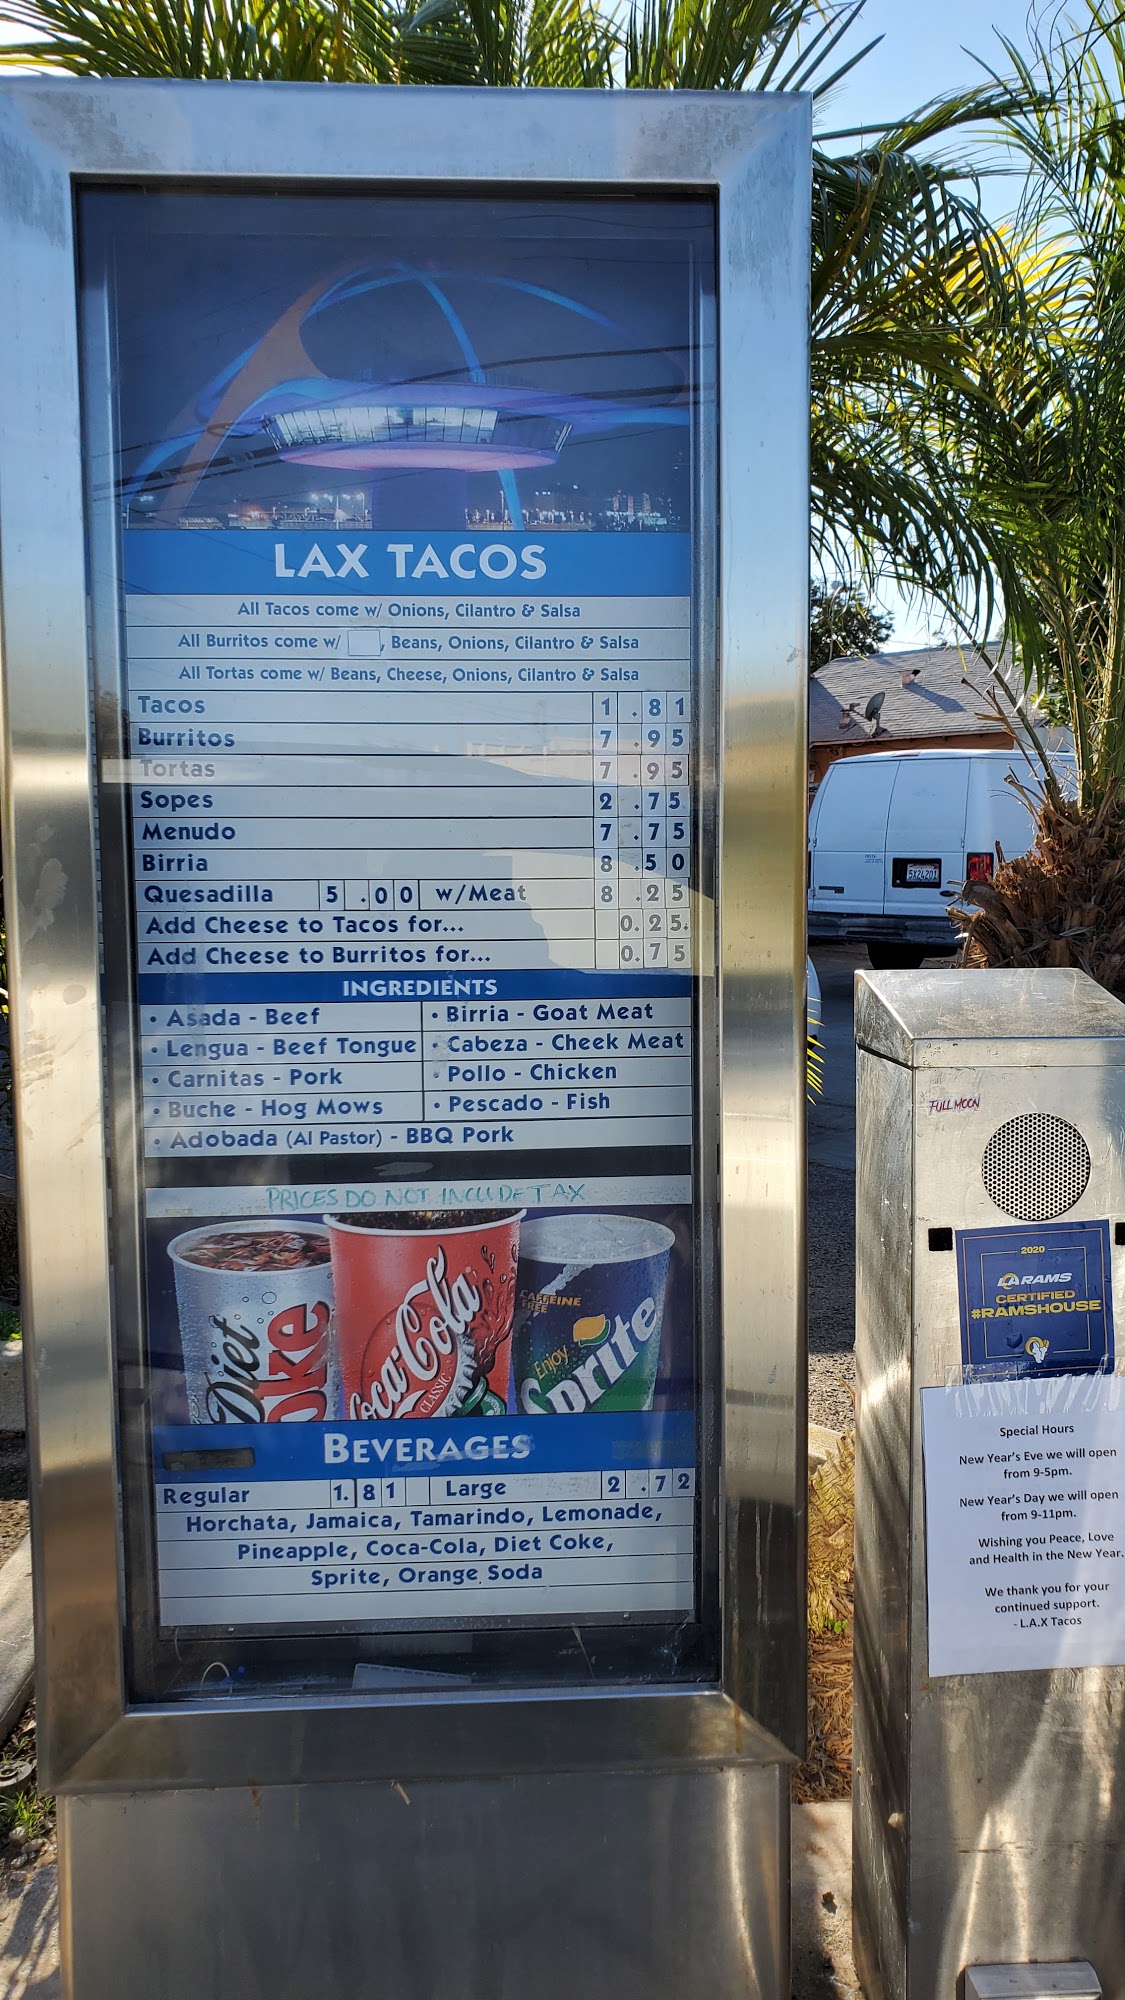 LAX TACOS
All Tacos come w/ Onions, Cilantro & Salsa
All Burritos come w/ , Beans, Onions, Cilantro & Salsa
All Tortas come w/ Beans, Cheese, Onions, Cilantro & Salsa
Tacos 1.81
Burritos 7.95
Tortas 7.95
Sopes 2.75
Menudo 7.75
Birria 8.50
Quesadilla 5.00 w/Meat 8.25
Add Cheese to Tacos for... 0.25.
Add Cheese to Burritos for... 0.75
INGREDIENTS
• Asada - Beef • Birria - Goat Meat
• Lengua - Beef Tongue • Cabeza - Cheek Meat
• Carnitas - Pork • Pollo - Chicken
• Buche - Hog Mows • Pescado - Fish
• Adobada (Al Pastor) - BBQ Pork
PRICES DO NOT INCLUDE TAX
Diet
oke
Coca-Cola
CLASSIC
CAFFEINE
FREE
Enjoy
Sprite
BEVERAGES
Regular 1.81 Large 2.72
Horchata, Jamaica, Tamarindo, Lemonade,
Pineapple, Coca-Cola, Diet Coke,
Sprite, Orange Soda
FULL MOON
2020
LA RAMS
CERTIFIED
#RAMSHOUSE
Special Hours
New Year's Eve we will open
from 9-5pm.
New Year's Day we will open
from 9-11pm.
Wishing you Peace, Love
and Health in the New Year.
We thank you for your
continued support.
- L.A.X Tacos